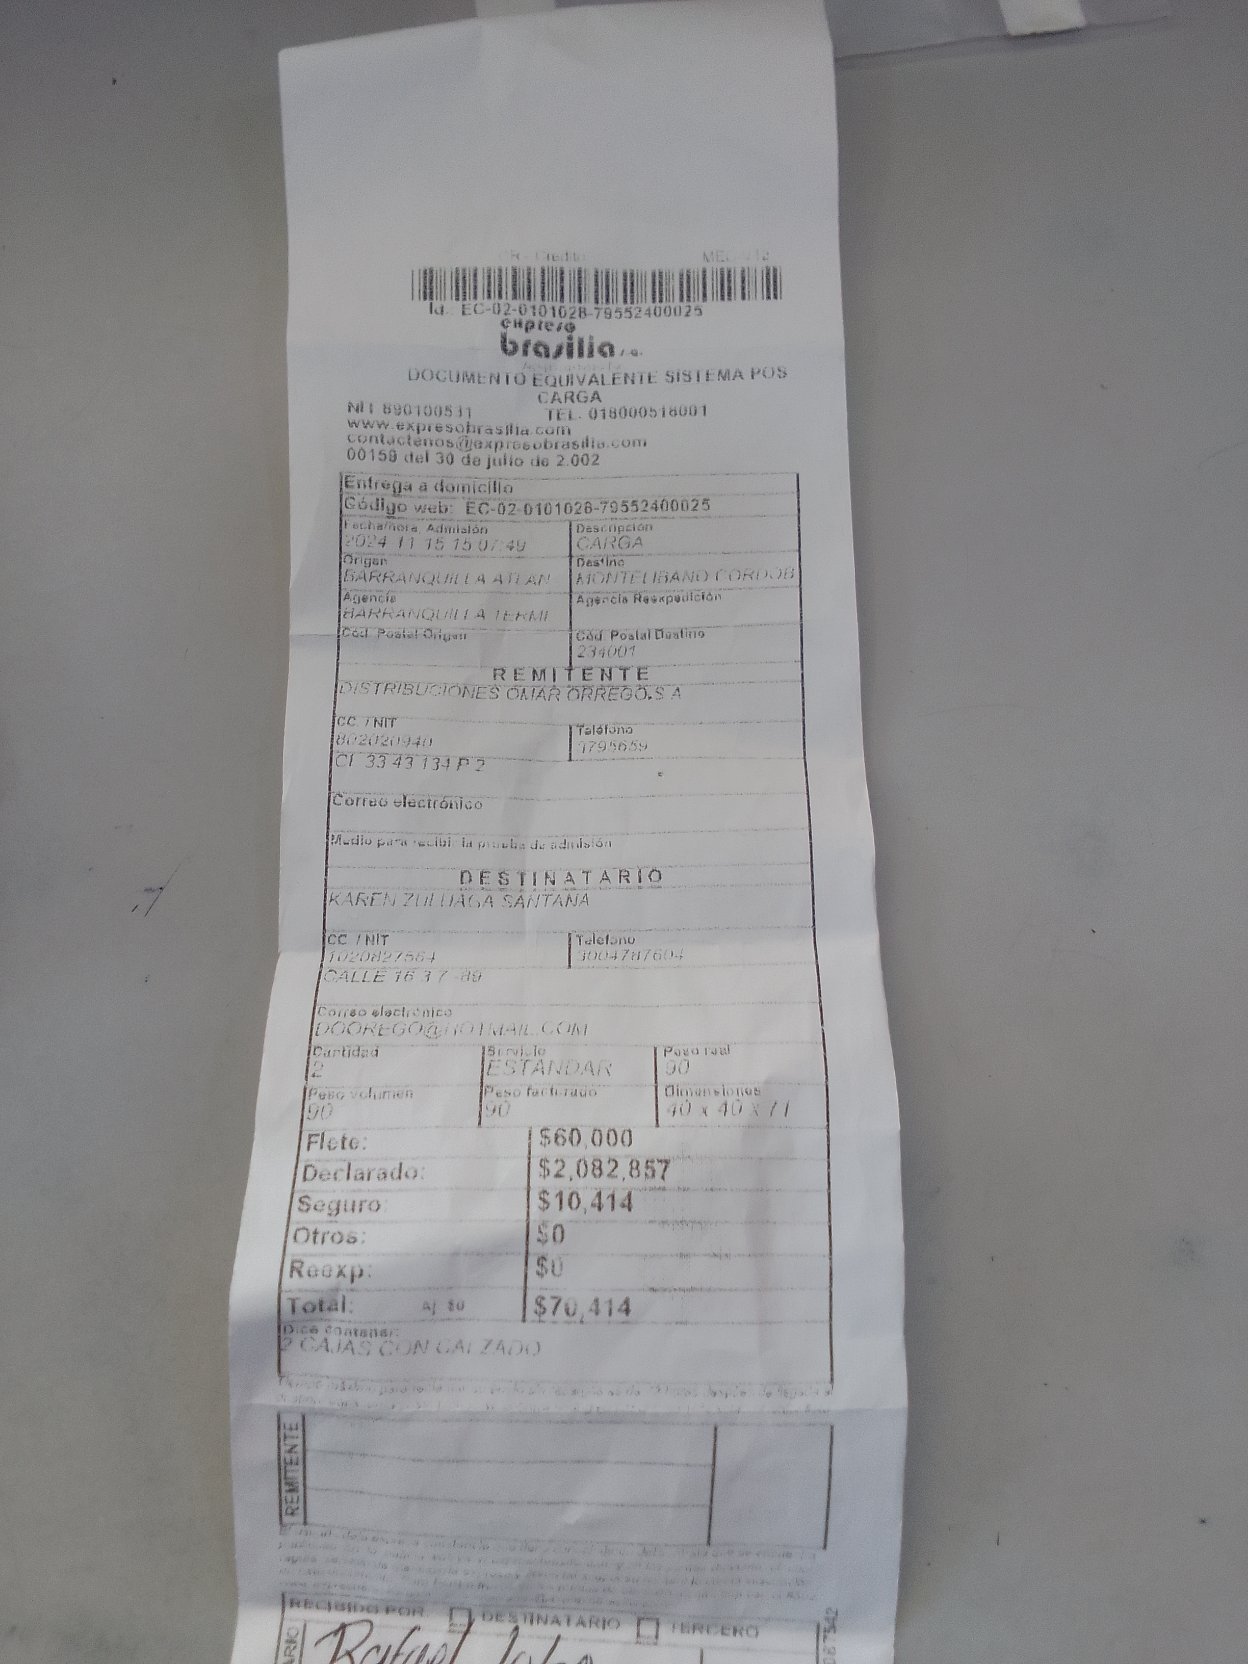 CR - Credito
Id.: EC-02-0101028-79552400025
expreso
brasilia s.a.
DOCUMENTO EQUIVALENTE SISTEMA POS
CARGA
NIT 890100531 TEL. 018000518001
www.expresobrasilia.com
contactenos@expresobrasilia.com
00158 del 30 de julio de 2.002
Entrega a domicilio
Código web: EC-02-0101028-79552400025
Fecha/hora Admisión Descripción
2024 11 15 15 07:49 CARGA
Origen Destino
BARRANQUILLA ATLAN MONTELIBANO CORDOB
Agencia Agencia Reexpedición
BARRANQUILLA TERMI
Cód. Postal Origen Cód. Postal Destino
234001
REMITENTE
DISTRIBUCIONES OMAR ORREGO.S A
CC. / NIT Teléfono
802020940 3795659
CL 33 43 134 P 2
Correo electrónico
Medio para recibir la prueba de admisión
DESTINATARIO
KAREN ZULUAGA SANTANA
CC. / NIT Teléfono
1020827564 3004787604
CALLE 16 3 7 -89
Correo electrónico
DOOREGO@HOTMAIL.COM
Cantidad Servicio Peso real
2 ESTANDAR 90
Peso volumen Peso facturado Dimensiones
90 90 40 x 40 x 71
Flete: $60,000
Declarado: $2,082,857
Seguro: $10,414
Otros: $0
Reexp: $0
Total: Aj $0 $70,414
Dice contener:
2 CAJAS CON CALZADO
REMITENTE
RECIBIDO POR: DESTINATARIO TERCERO
Rafael